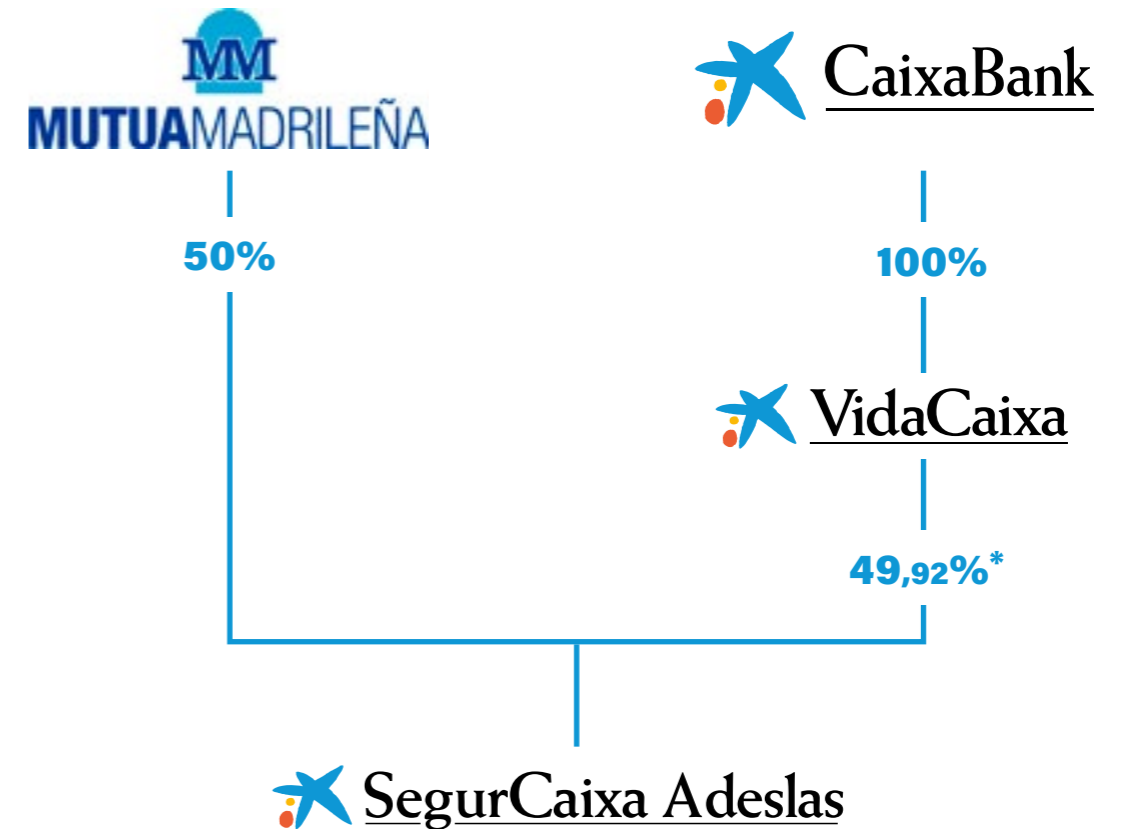 MM
MUTUAMADRILEÑA
CaixaBank
50%
100%
VidaCaixa
49,92%*
SegurCaixa Adeslas